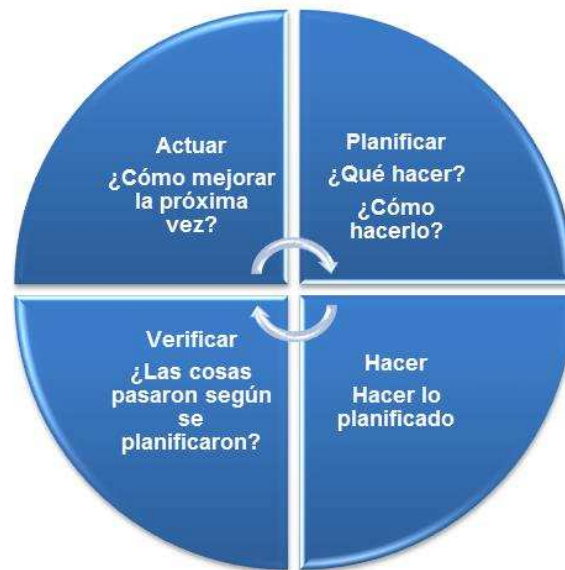 Actuar
¿Cómo mejorar
la próxima
vez?
Planificar
¿Qué hacer?
¿Cómo
hacerlo?
Verificar
¿Las cosas
pasaron según
se
planificaron?
Hacer
Hacer lo
planificado